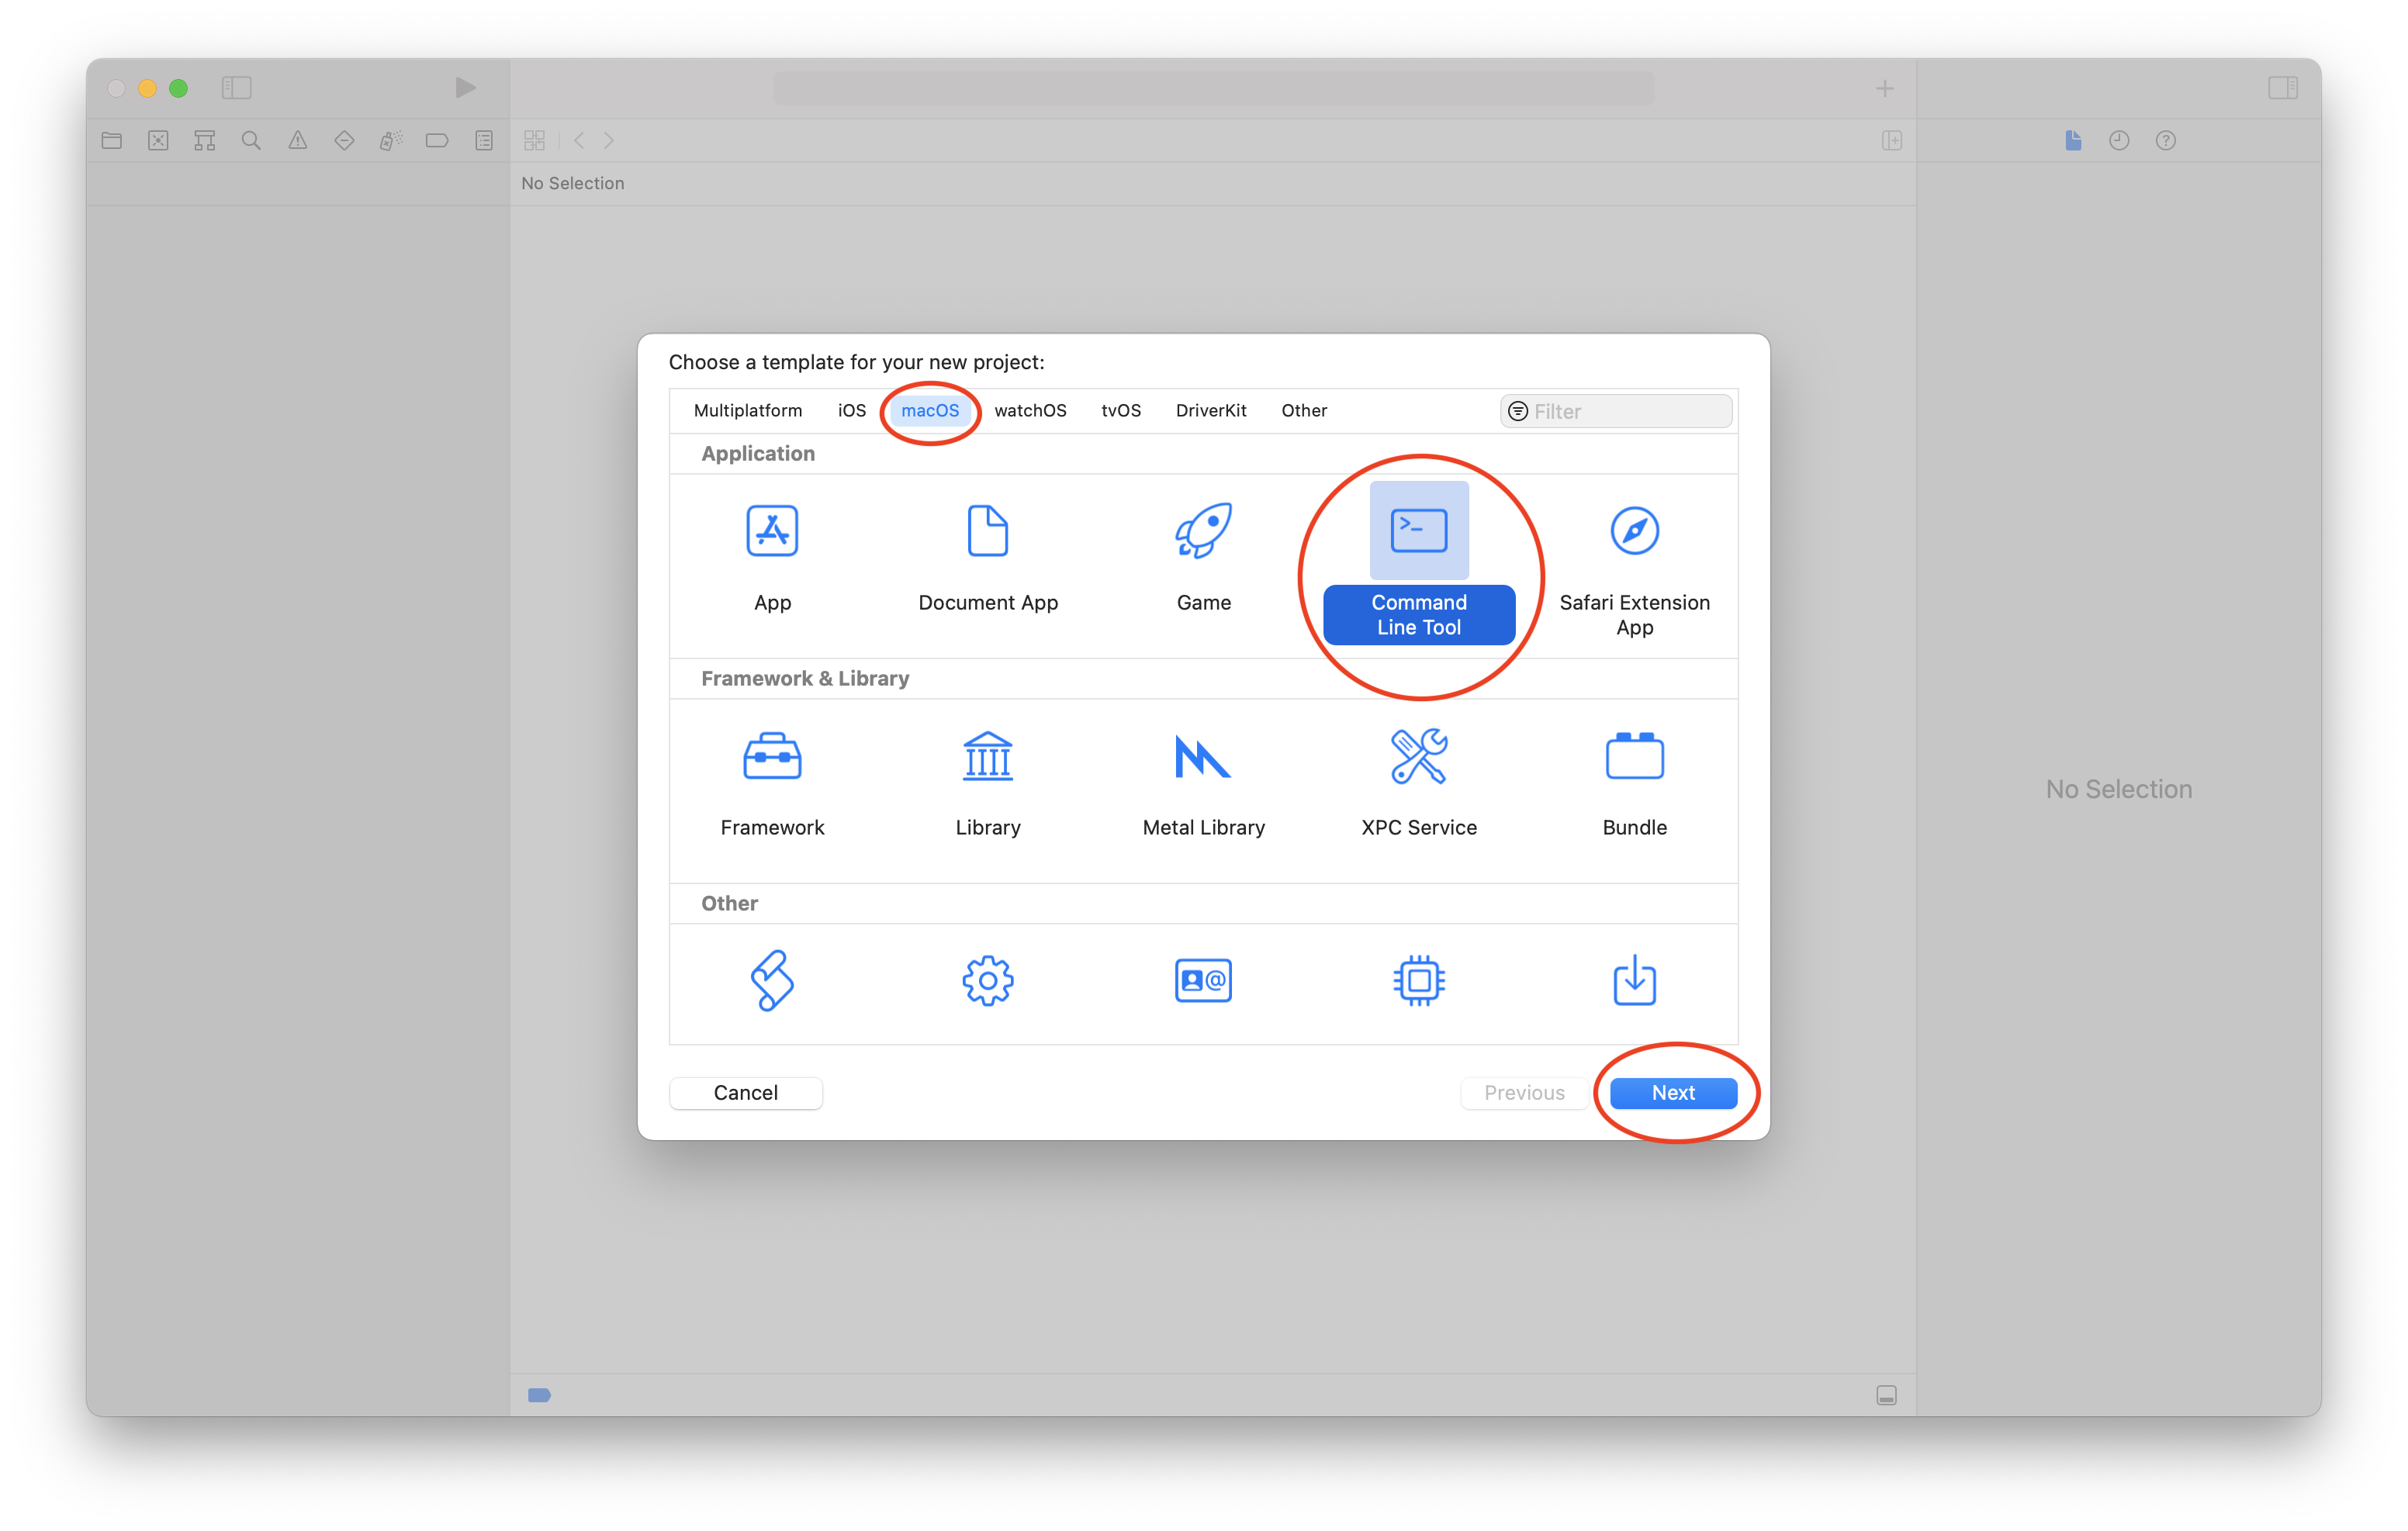 No Selection
Choose a template for your new project:
Multiplatform iOS macOS watchOS tvOS DriverKit Other Filter
Application
App Document App Game Command Line Tool Safari Extension App
Framework & Library
Framework Library Metal Library XPC Service Bundle
No Selection
Other
Cancel Previous Next